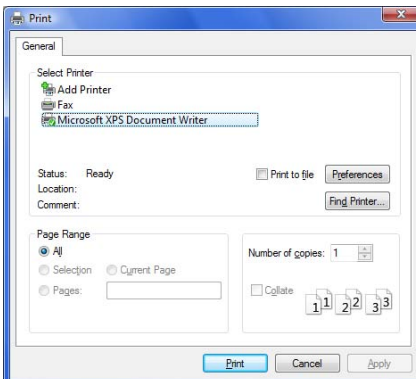 Print
General
Select Printer
Add Printer
Fax
Microsoft XPS Document Writer
Status: Ready
Print to file
Preferences
Location:
Comment:
Find Printer...
Page Range
All
Selection
Current Page
Pages:
Number of copies: 1
Collate
1 1 2 2 3 3
Print
Cancel
Apply